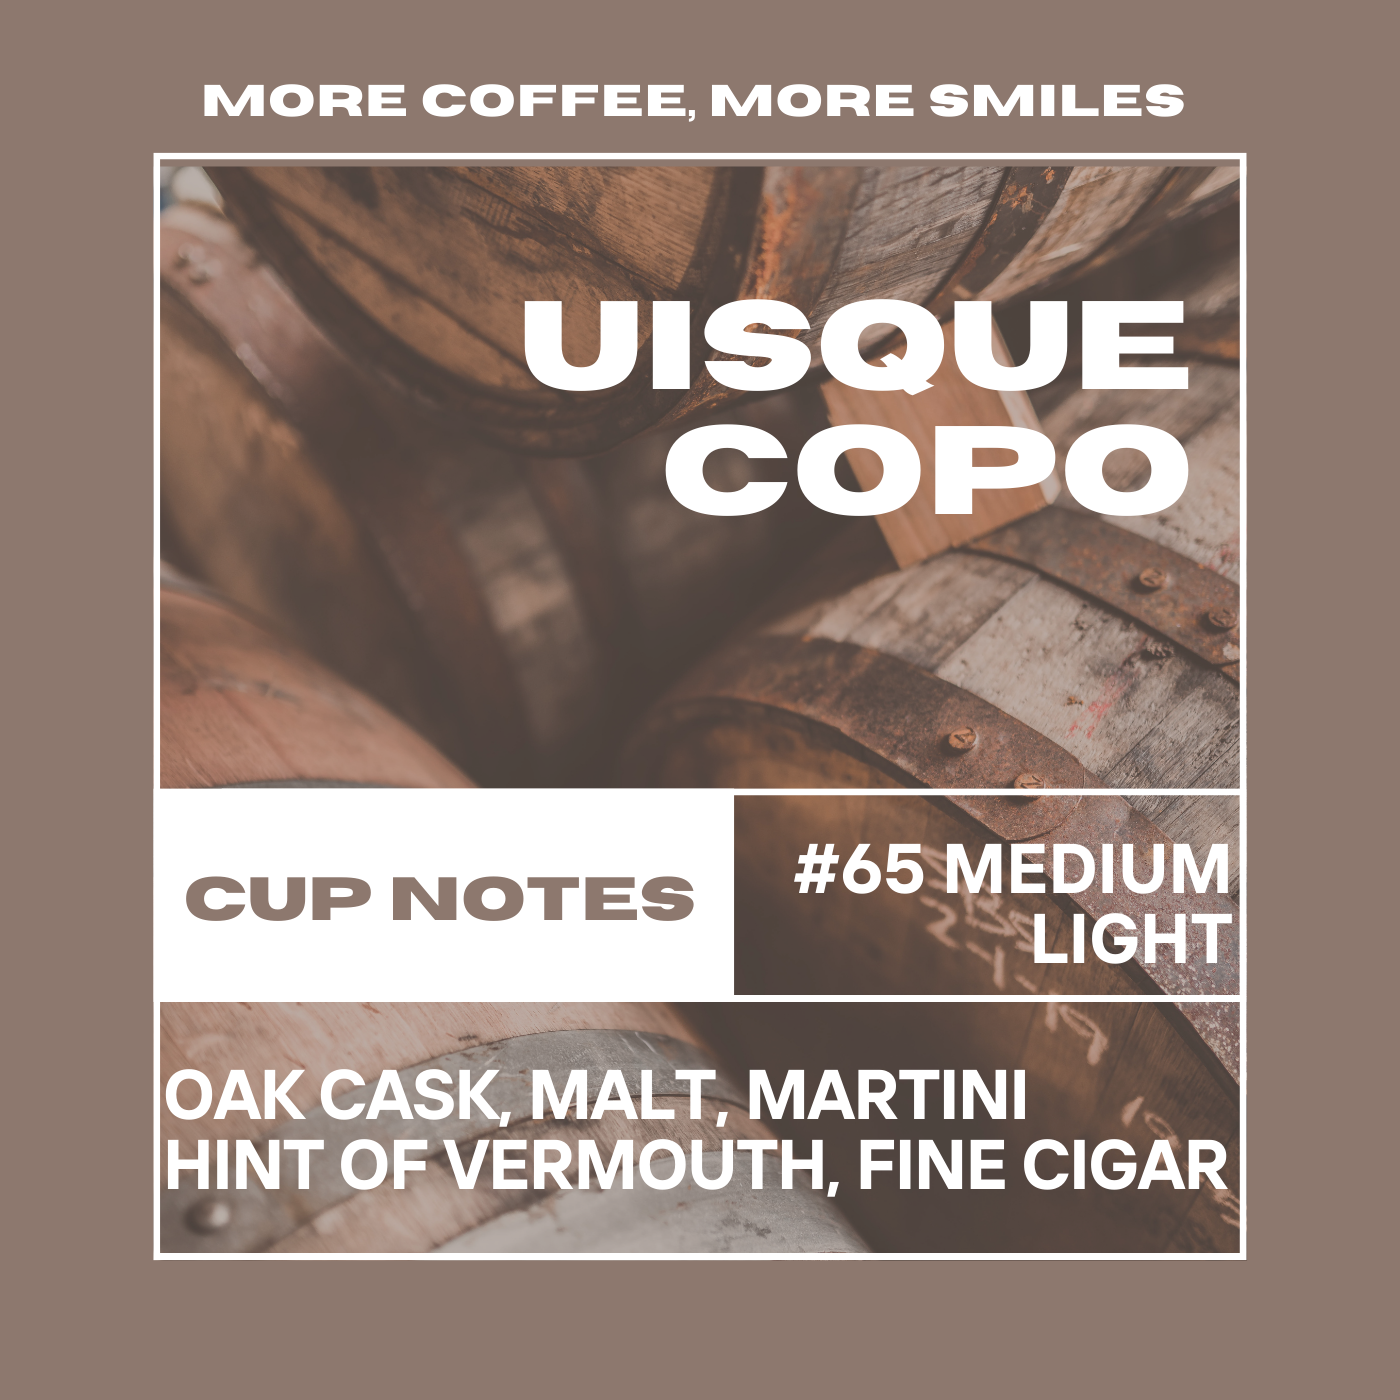 MORE COFFEE, MORE SMILES
UISQUE
COPO
CUP NOTES
#65 MEDIUM
LIGHT
OAK CASK, MALT, MARTINI
HINT OF VERMOUTH, FINE CIGAR